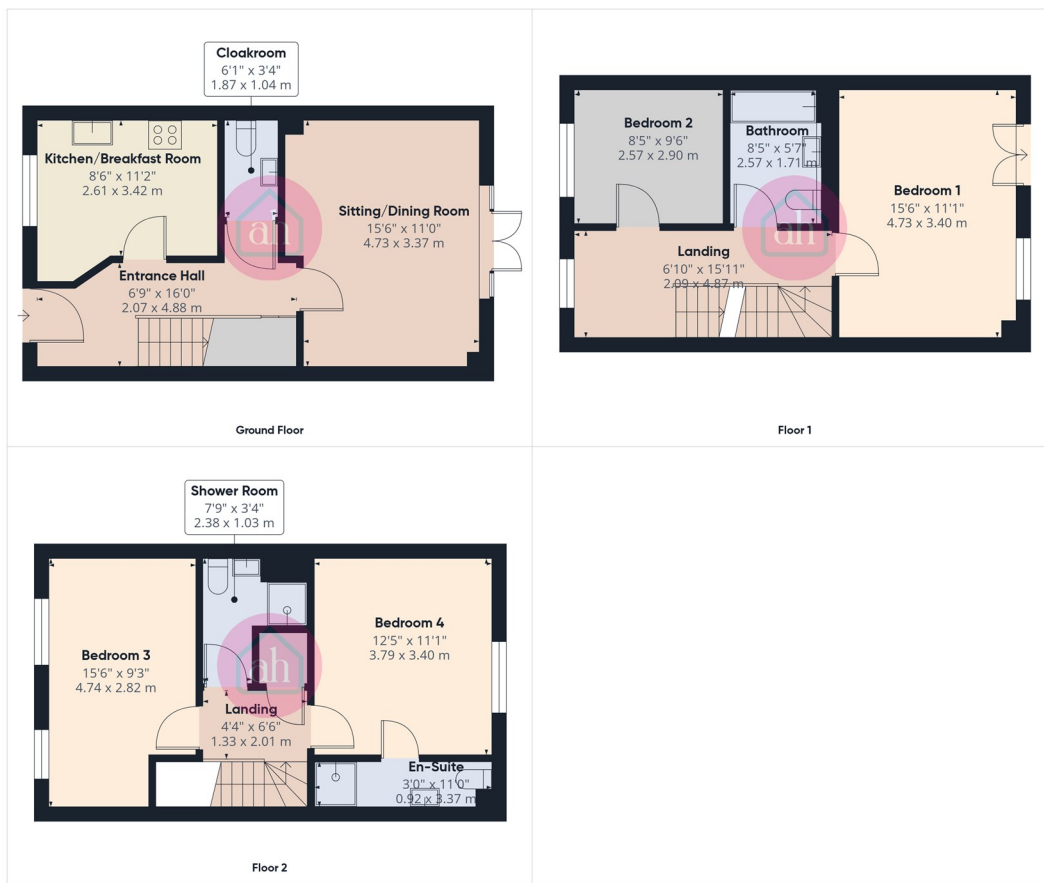 Cloakroom
6'1" x 3'4"
1.87 x 1.04 m
Kitchen/Breakfast Room
8'6" x 11'2"
2.61 x 3.42 m
Sitting/Dining Room
15'6" x 11'0"
4.73 x 3.37 m
ah
Entrance Hall
6'9" x 16'0"
2.07 x 4.88 m
Ground Floor
Bedroom 2
8'5" x 9'6"
2.57 x 2.90 m
Bathroom
8'5" x 5'7"
2.57 x 1.71 m
Bedroom 1
15'6" x 11'1"
4.73 x 3.40 m
ah
Landing
6'10" x 15'11"
2.09 x 4.87 m
Floor 1
Shower Room
7'9" x 3'4"
2.38 x 1.03 m
Bedroom 3
15'6" x 9'3"
4.74 x 2.82 m
Bedroom 4
12'5" x 11'1"
3.79 x 3.40 m
ah
Landing
4'4" x 6'6"
1.33 x 2.01 m
En-Suite
3'0" x 11'0"
0.92 x 3.37 m
Floor 2